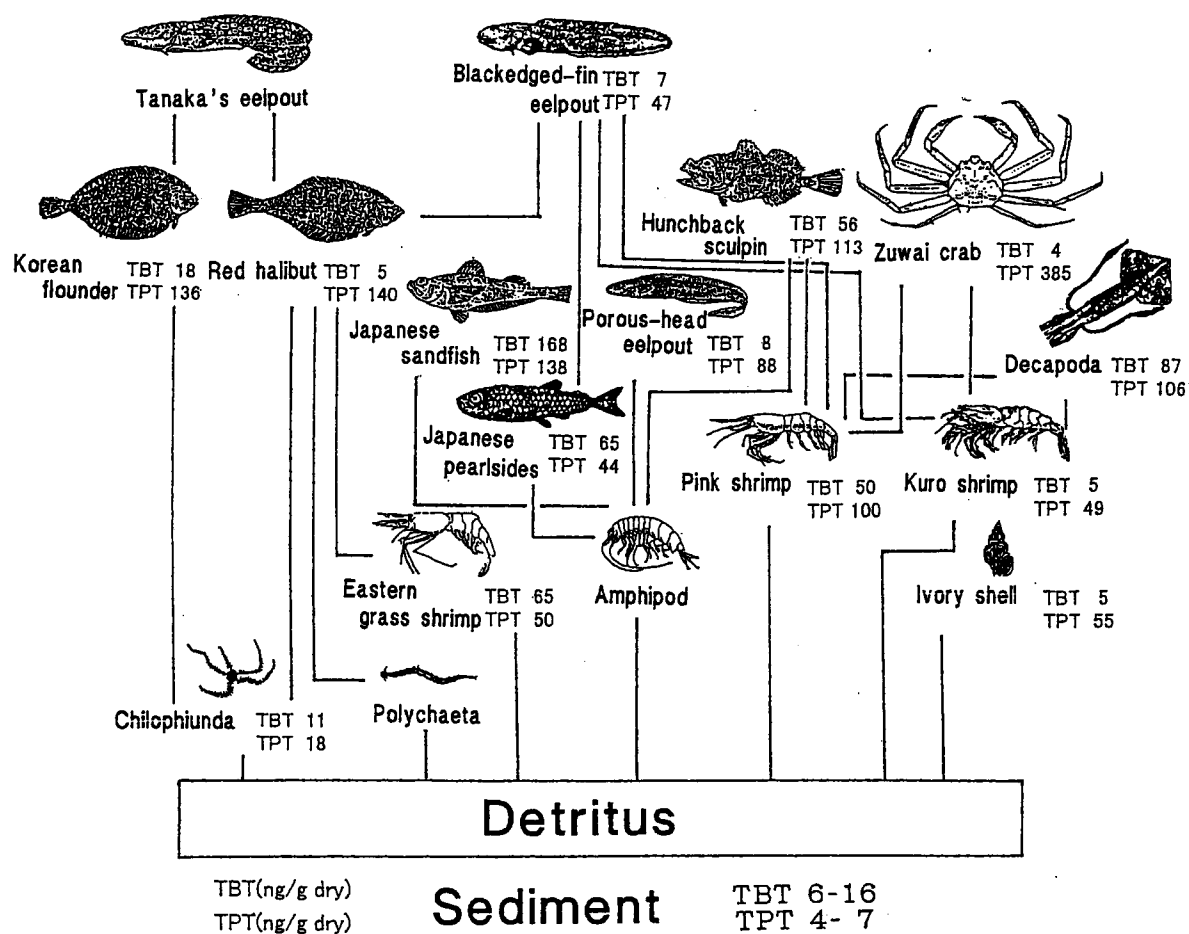 Tanaka's eelpout
Blackedged-fin
eelpout
TBT 7
TPT 47
Korean
flounder
TBT 18
TPT 136
Red halibut
TBT 5
TPT 140
Hunchback
sculpin
TBT 56
TPT 113
Zuwai crab
TBT 4
TPT 385
Japanese
sandfish
TBT 168
TPT 138
Porous-head
eelpout
TBT 8
TPT 88
Decapoda
TBT 87
TPT 106
Japanese
pearlsides
TBT 65
TPT 44
Pink shrimp
TBT 50
TPT 100
Kuro shrimp
TBT 5
TPT 49
Eastern
grass shrimp
TBT 65
TPT 50
Amphipod
Ivory shell
TBT 5
TPT 55
Chilophiunda
TBT 11
TPT 18
Polychaeta
Detritus
TBT(ng/g dry)
TPT(ng/g dry)
Sediment
TBT 6-16
TPT 4- 7